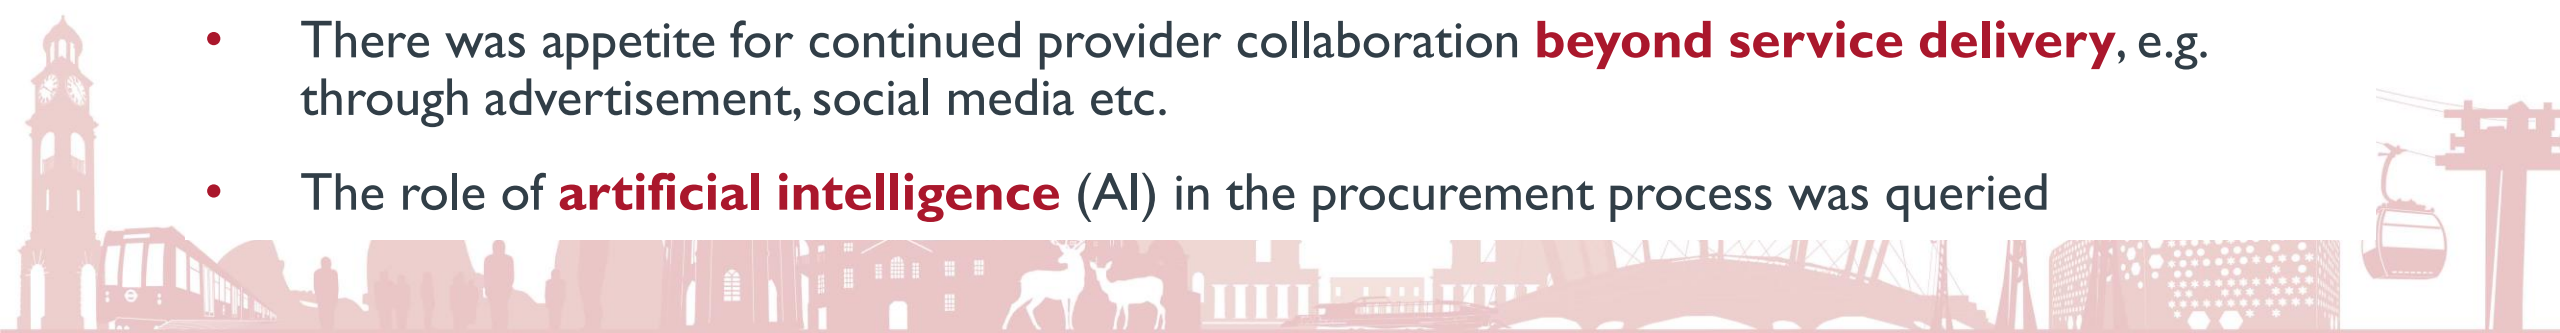 • There was appetite for continued provider collaboration beyond service delivery, e.g.
through advertisement, social media etc.
• The role of artificial intelligence (AI) in the procurement process was queried